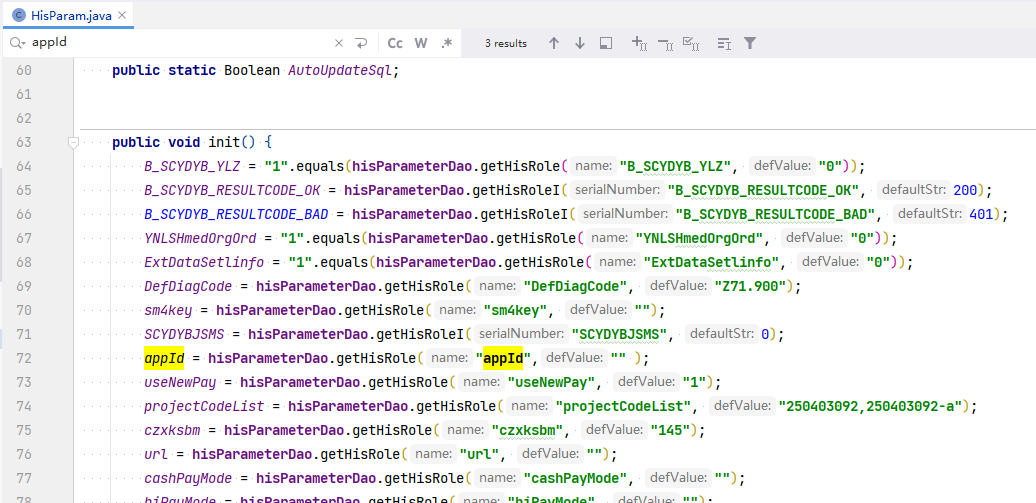 HisParam.java
appId
Cc W .* 3 results
60 public static Boolean AutoUpdateSql;
61
62
63 public void init() {
64 B_SCYDYB_YLZ = "1".equals(hisParameterDao.getHisRole( name: "B_SCYDYB_YLZ", defValue: "0"));
65 B_SCYDYB_RESULTCODE_OK = hisParameterDao.getHisRoleI( serialNumber: "B_SCYDYB_RESULTCODE_OK", defaultStr: 200);
66 B_SCYDYB_RESULTCODE_BAD = hisParameterDao.getHisRoleI( serialNumber: "B_SCYDYB_RESULTCODE_BAD", defaultStr: 401);
67 YNLSHmedOrgOrd = "1".equals(hisParameterDao.getHisRole( name: "YNLSHmedOrgOrd", defValue: "0"));
68 ExtDataSetlinfo = "1".equals(hisParameterDao.getHisRole( name: "ExtDataSetlinfo", defValue: "0"));
69 DefDiagCode = hisParameterDao.getHisRole( name: "DefDiagCode", defValue: "Z71.900");
70 sm4key = hisParameterDao.getHisRole( name: "sm4key", defValue: "");
71 SCYDYBJSMS = hisParameterDao.getHisRoleI( serialNumber: "SCYDYBJSMS", defaultStr: 0);
72 appId = hisParameterDao.getHisRole( name: "appId", defValue: "" );
73 useNewPay = hisParameterDao.getHisRole( name: "useNewPay", defValue: "1");
74 projectCodeList = hisParameterDao.getHisRole( name: "projectCodeList", defValue: "250403092,250403092-a");
75 czxksbm = hisParameterDao.getHisRole( name: "czxksbm", defValue: "145");
76 url = hisParameterDao.getHisRole( name: "url", defValue: "");
77 cashPayMode = hisParameterDao.getHisRole( name: "cashPayMode", defValue: "");
78 hiPayMode = hisParameterDao.getHisRole( name: "hiPayMode", defValue: "");